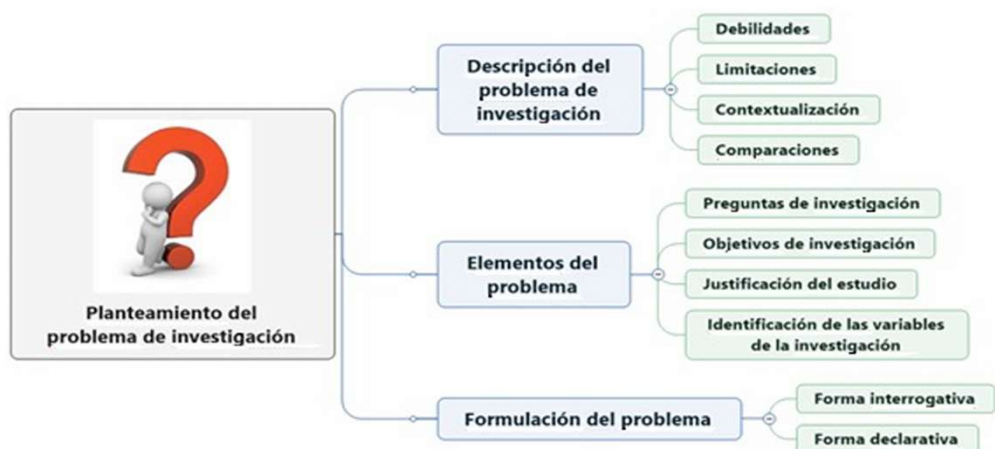 Planteamiento del
problema de investigación
Descripción del
problema de
investigación
Debilidades
Limitaciones
Contextualización
Comparaciones
Elementos del
problema
Preguntas de investigación
Objetivos de investigación
Justificación del estudio
Identificación de las variables
de la investigación
Formulación del problema
Forma interrogativa
Forma declarativa